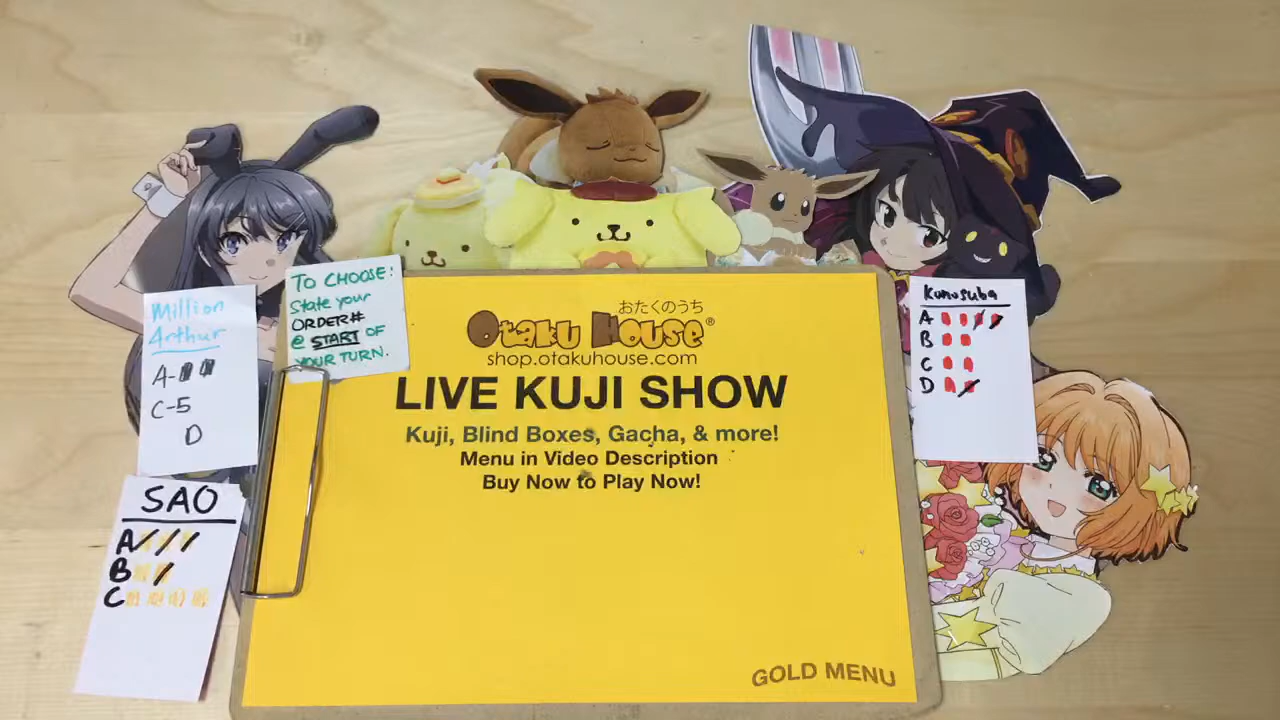 TO CHOOSE:
State your
ORDER#
@ START OF
YOUR TURN.
Million
Arthur
A-
C-5
D
SAO
A
B
C
おたくのうち
OTAKU HOUSE®
shop.otakuhouse.com
LIVE KUJI SHOW
Kuji, Blind Boxes, Gacha, & more!
Menu in Video Description
Buy Now to Play Now!
GOLD MENU
Konosuba
A
B
C
D